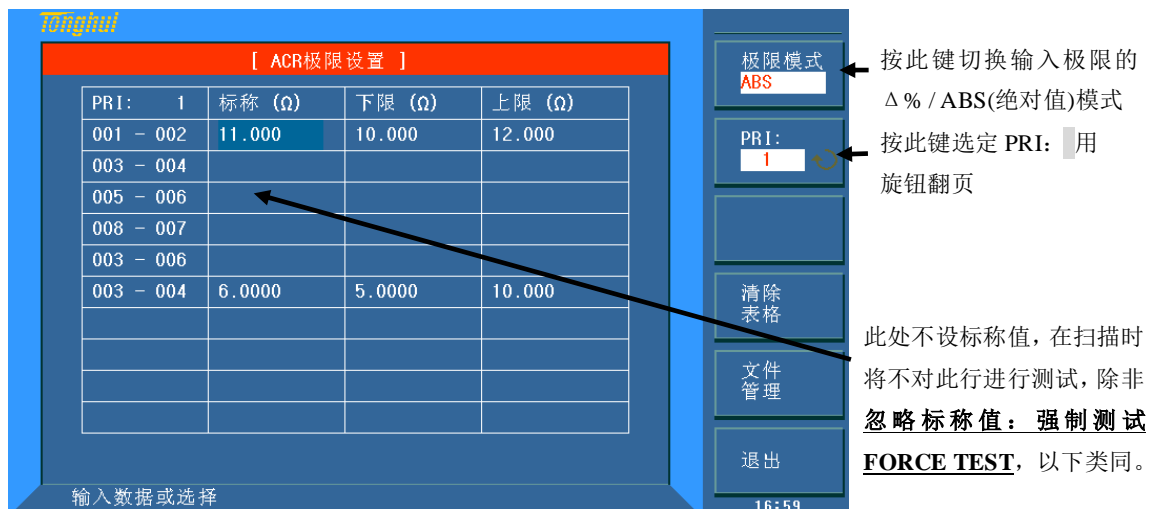 Tonghui
[ ACR极限设置 ]
PRI: 1 标称 (Ω) 下限 (Ω) 上限 (Ω)
001 - 002 11.000 10.000 12.000
003 - 004
005 - 006
008 - 007
003 - 006
003 - 004 6.0000 5.0000 10.000
输入数据或选择
极限模式
ABS
PRI:
1
清除
表格
文件
管理
退出
16:59
按此键切换输入极限的
Δ% / ABS(绝对值)模式
按此键选定 PRI: 用
旋钮翻页
此处不设标称值，在扫描时
将不对此行进行测试，除非
忽略标称值：强制测试
FORCE TEST，以下类同。